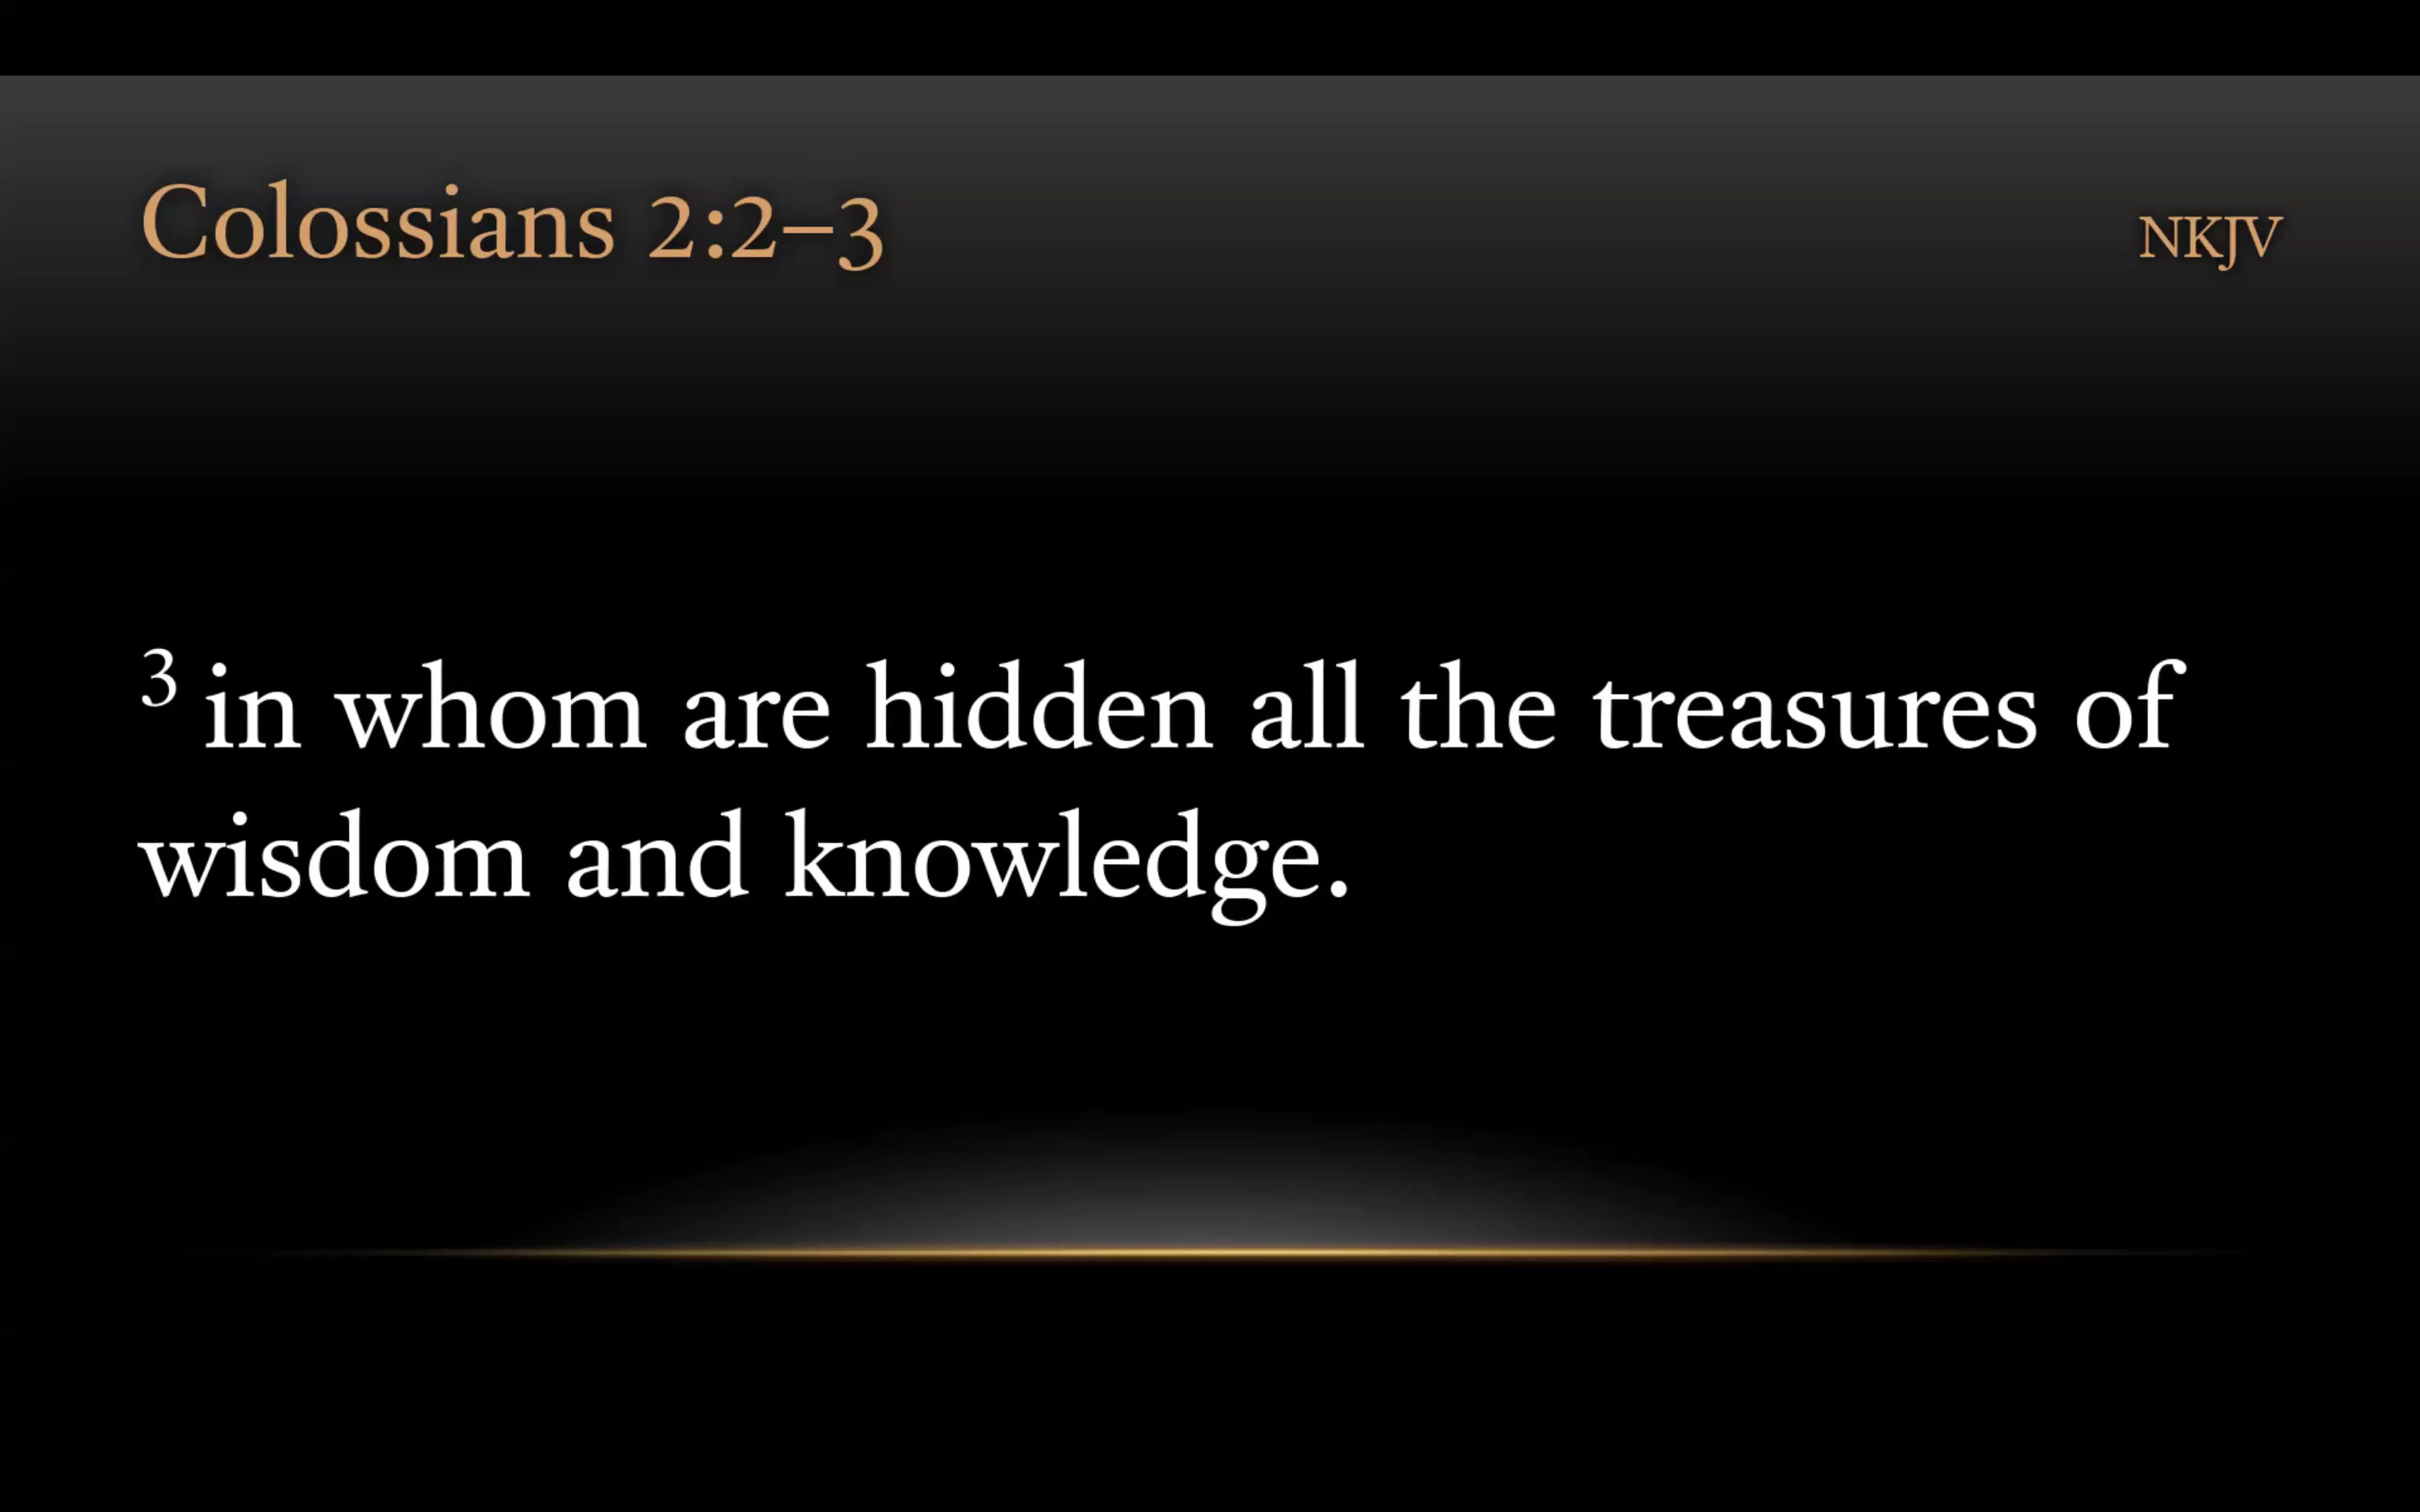 Colossians 2:2–3 NKJV
3 in whom are hidden all the treasures of
wisdom and knowledge.